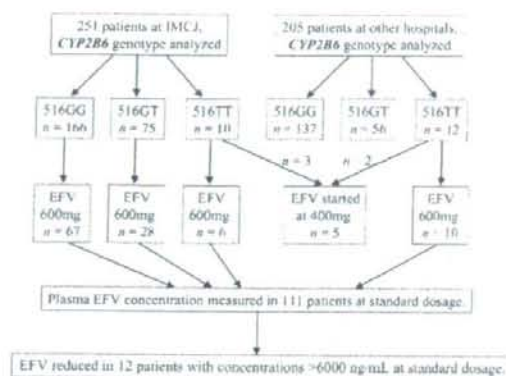 251 patients at IMCJ,
CYP2B6 genotype analyzed
205 patients at other hospitals,
CYP2B6 genotype analyzed
516GG
n = 166
516GT
n = 75
516TT
n = 10
516GG
n = 137
516GT
n = 56
516TT
n = 12
n = 3
n = 2
EFV
600mg
n = 67
EFV
600mg
n = 28
EFV
600mg
n = 6
EFV started
at 400mg
n = 5
EFV
600mg
n = 10
Plasma EFV concentration measured in 111 patients at standard dosage.
EFV reduced in 12 patients with concentrations >6000 ng/mL at standard dosage.